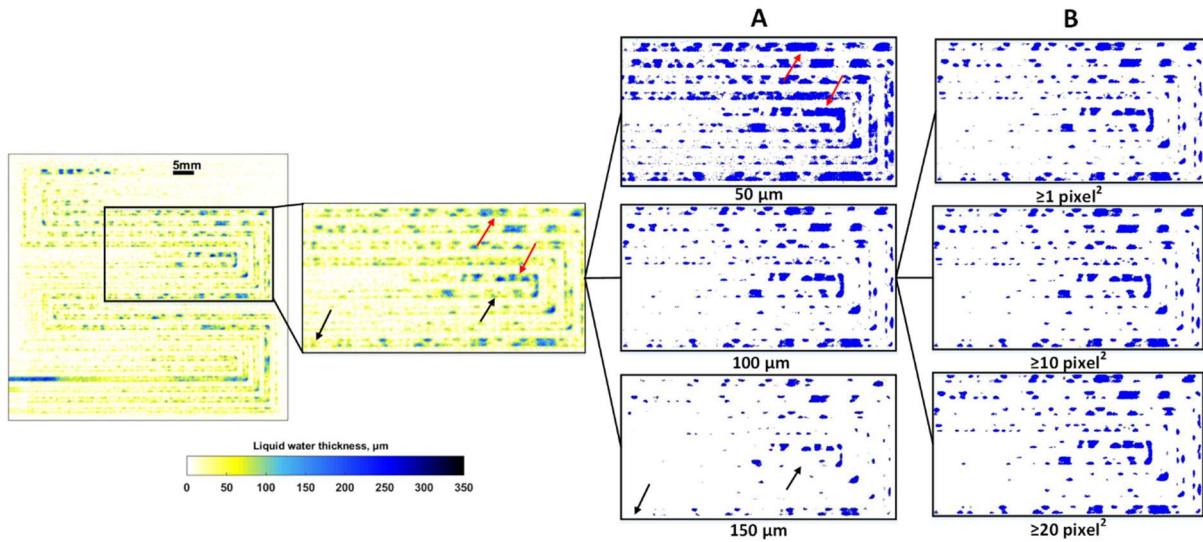 A
B
5mm
50 µm
≥1 pixel²
100 µm
≥10 pixel²
Liquid water thickness, µm
0 50 100 150 200 250 300 350
150 µm
≥20 pixel²